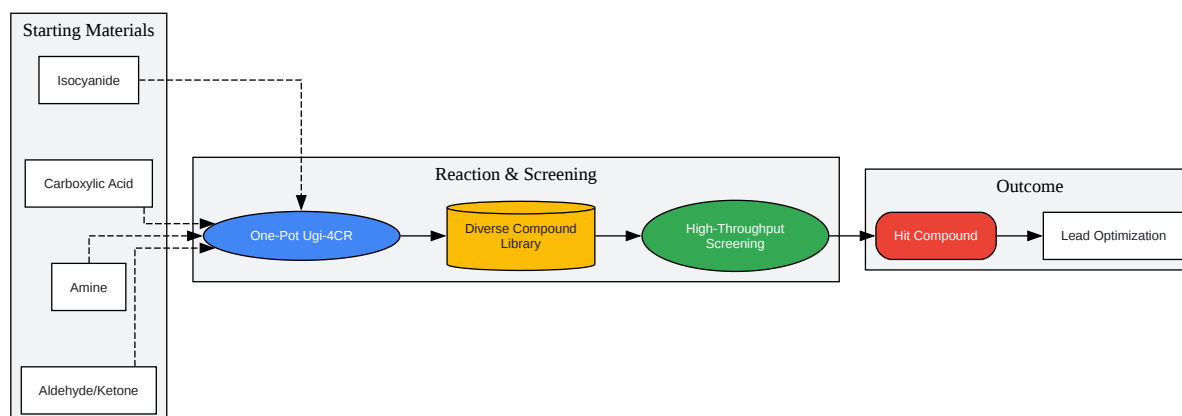 Starting Materials
Isocyanide
Carboxylic Acid
Amine
Aldehyde/Ketone
Reaction & Screening
One-Pot Ugi-4CR
Diverse Compound
Library
High-Throughput
Screening
Outcome
Hit Compound
Lead Optimization